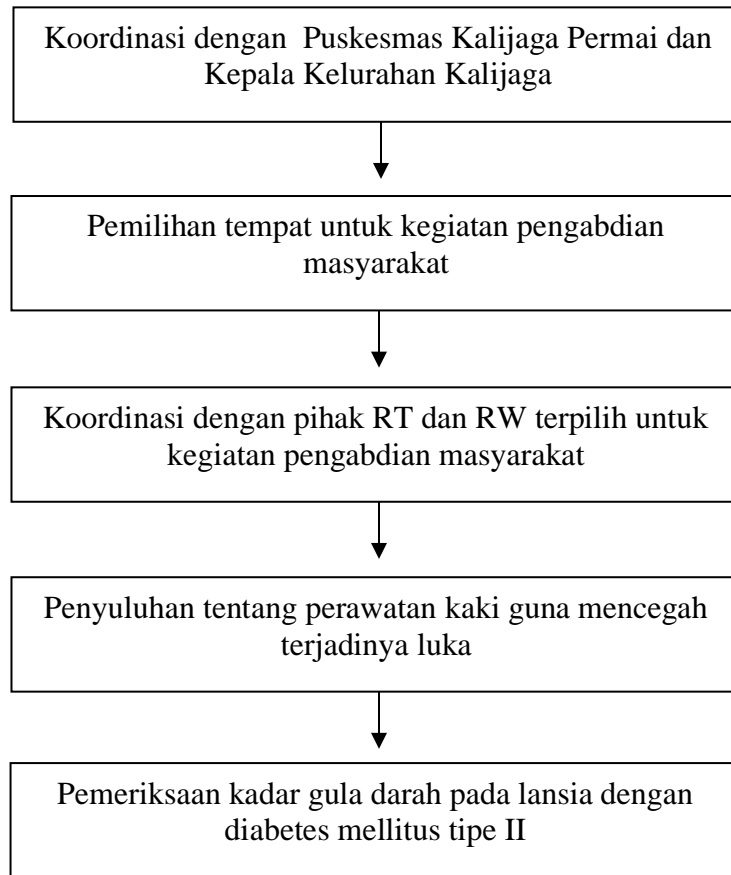 Koordinasi dengan Puskesmas Kalijaga Permai dan
Kepala Kelurahan Kalijaga
Pemilihan tempat untuk kegiatan pengabdian
masyarakat
Koordinasi dengan pihak RT dan RW terpilih untuk
kegiatan pengabdian masyarakat
Penyuluhan tentang perawatan kaki guna mencegah
terjadinya luka
Pemeriksaan kadar gula darah pada lansia dengan
diabetes mellitus tipe II